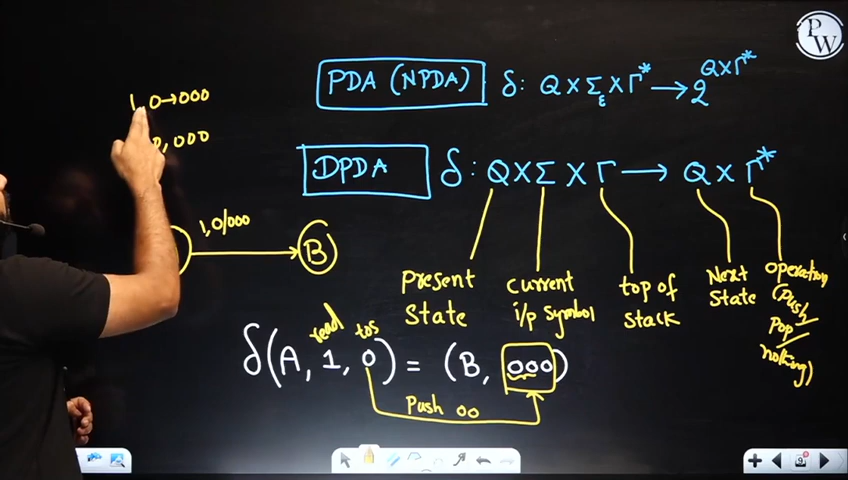 PW
PDA (NPDA) δ: Q × Σε × Γ* → 2^Q×Γ*
1, 0→000
0, 000
DPDA δ: Q × Σ × Γ → Q × Γ*
1, 0/000
B
Present State
Current i/p symbol
top of stack
Next State
operation (Push/ Pop/ nothing)
read tos
δ(A, 1, 0) = (B, 000)
Push 00